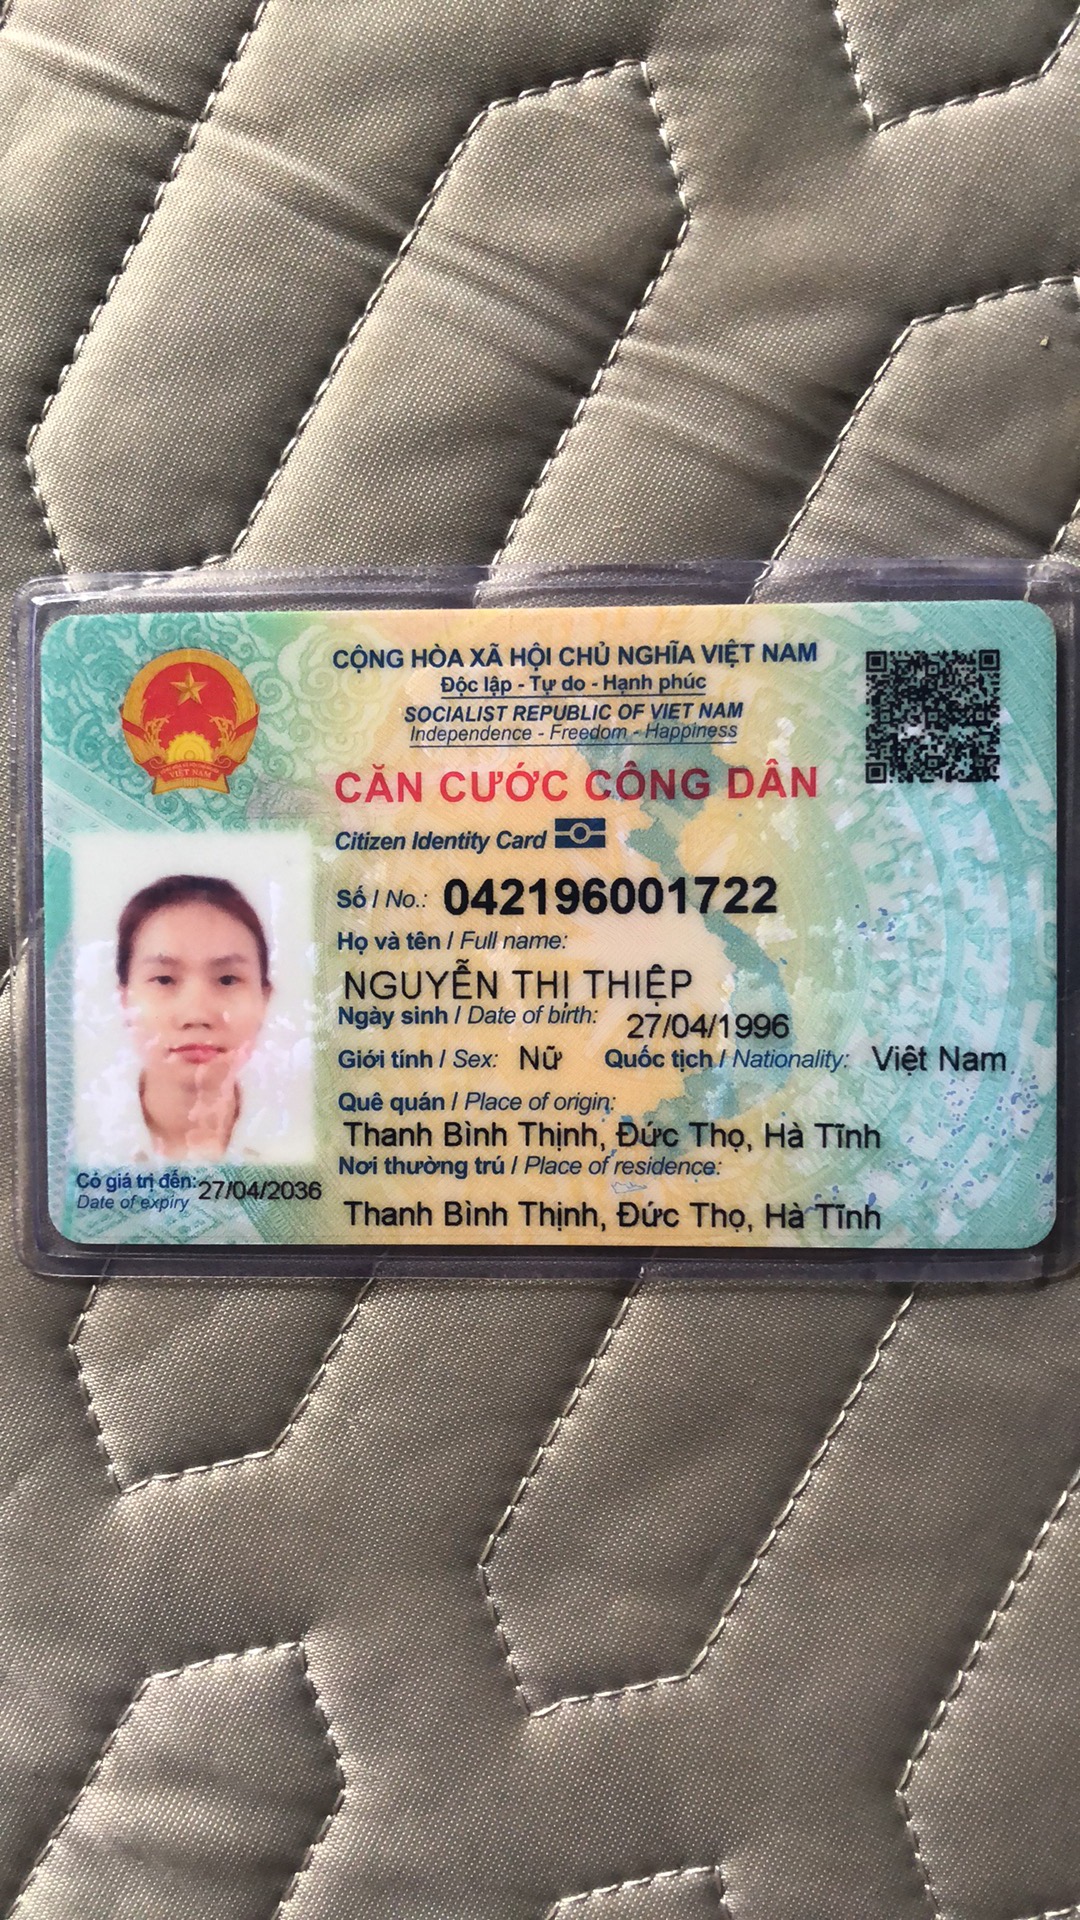 CỘNG HÒA XÃ HỘI CHỦ NGHĨA VIỆT NAM
Độc lập - Tự do - Hạnh phúc
SOCIALIST REPUBLIC OF VIET NAM
Independence - Freedom - Happiness
CĂN CƯỚC CÔNG DÂN
Citizen Identity Card
Số / No.: 042196001722
Họ và tên / Full name:
NGUYỄN THỊ THIỆP
Ngày sinh / Date of birth: 27/04/1996
Giới tính / Sex: Nữ Quốc tịch / Nationality: Việt Nam
Quê quán / Place of origin:
Thanh Bình Thịnh, Đức Thọ, Hà Tĩnh
Nơi thường trú / Place of residence:
Thanh Bình Thịnh, Đức Thọ, Hà Tĩnh
Có giá trị đến: 27/04/2036
Date of expiry
VIỆT NAM